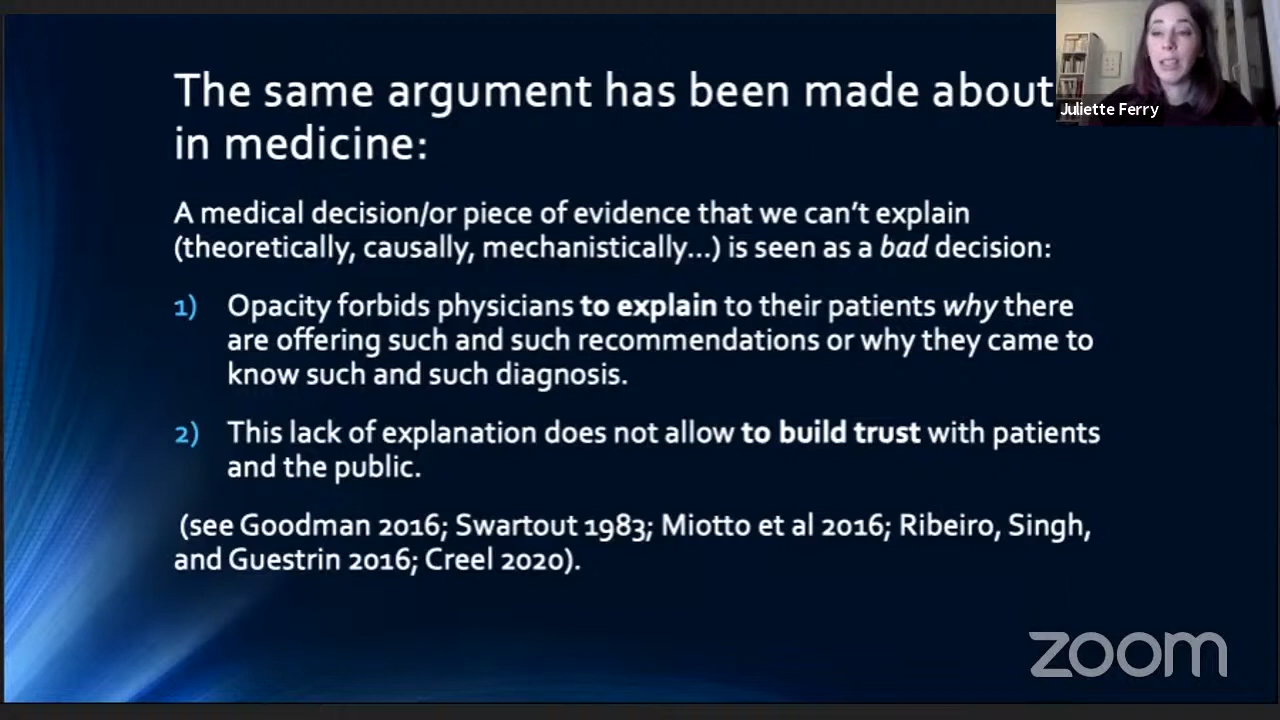 The same argument has been made about
in medicine:
A medical decision/or piece of evidence that we can't explain
(theoretically, causally, mechanistically...) is seen as a bad decision:
1) Opacity forbids physicians to explain to their patients why there
are offering such and such recommendations or why they came to
know such and such diagnosis.
2) This lack of explanation does not allow to build trust with patients
and the public.
(see Goodman 2016; Swartout 1983; Miotto et al 2016; Ribeiro, Singh,
and Guestrin 2016; Creel 2020).
Juliette Ferry
zoom